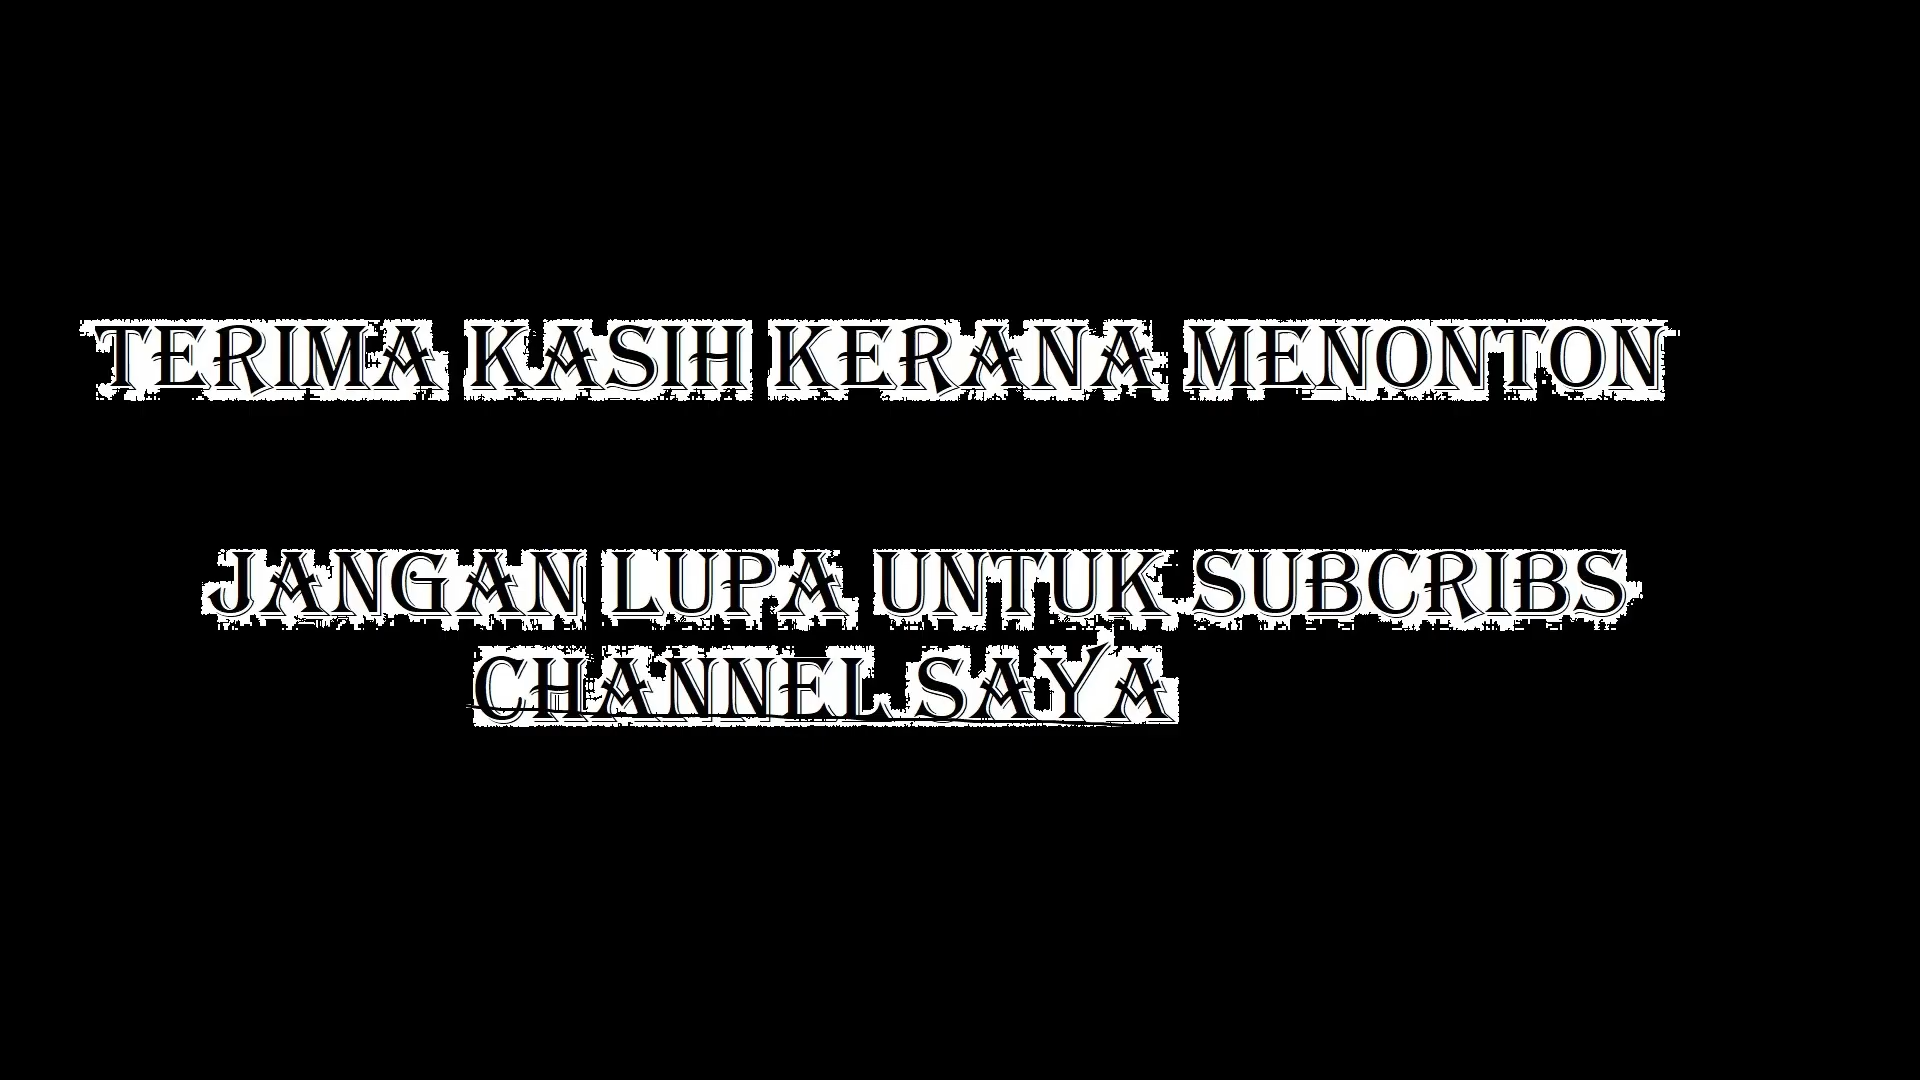 TERIMA KASIH KERANA MENONTON
JANGAN LUPA UNTUK SUBCRIBS
CHANNEL SAYA